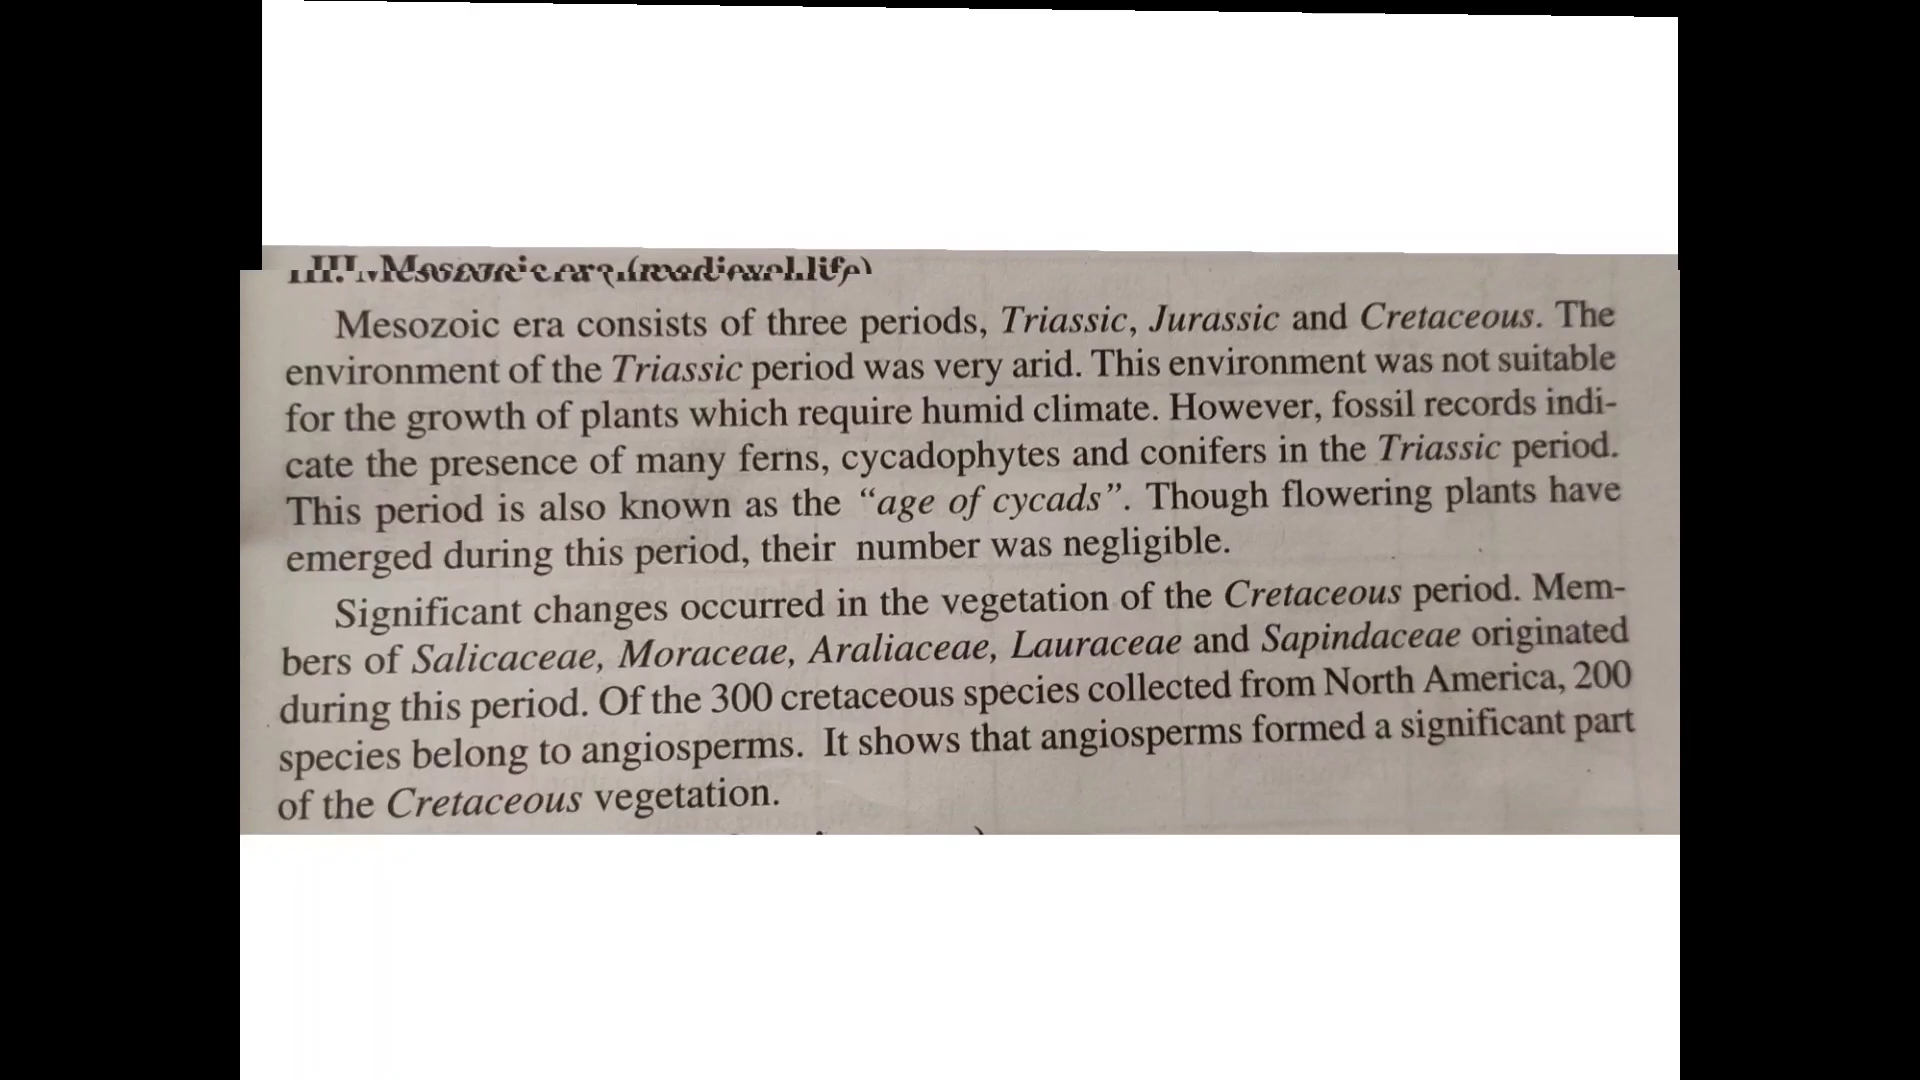 III. Mesozoic era (medieval life)
Mesozoic era consists of three periods, Triassic, Jurassic and Cretaceous. The
environment of the Triassic period was very arid. This environment was not suitable
for the growth of plants which require humid climate. However, fossil records indi-
cate the presence of many ferns, cycadophytes and conifers in the Triassic period.
This period is also known as the “age of cycads”. Though flowering plants have
emerged during this period, their number was negligible.
Significant changes occurred in the vegetation of the Cretaceous period. Mem-
bers of Salicaceae, Moraceae, Araliaceae, Lauraceae and Sapindaceae originated
during this period. Of the 300 cretaceous species collected from North America, 200
species belong to angiosperms. It shows that angiosperms formed a significant part
of the Cretaceous vegetation.